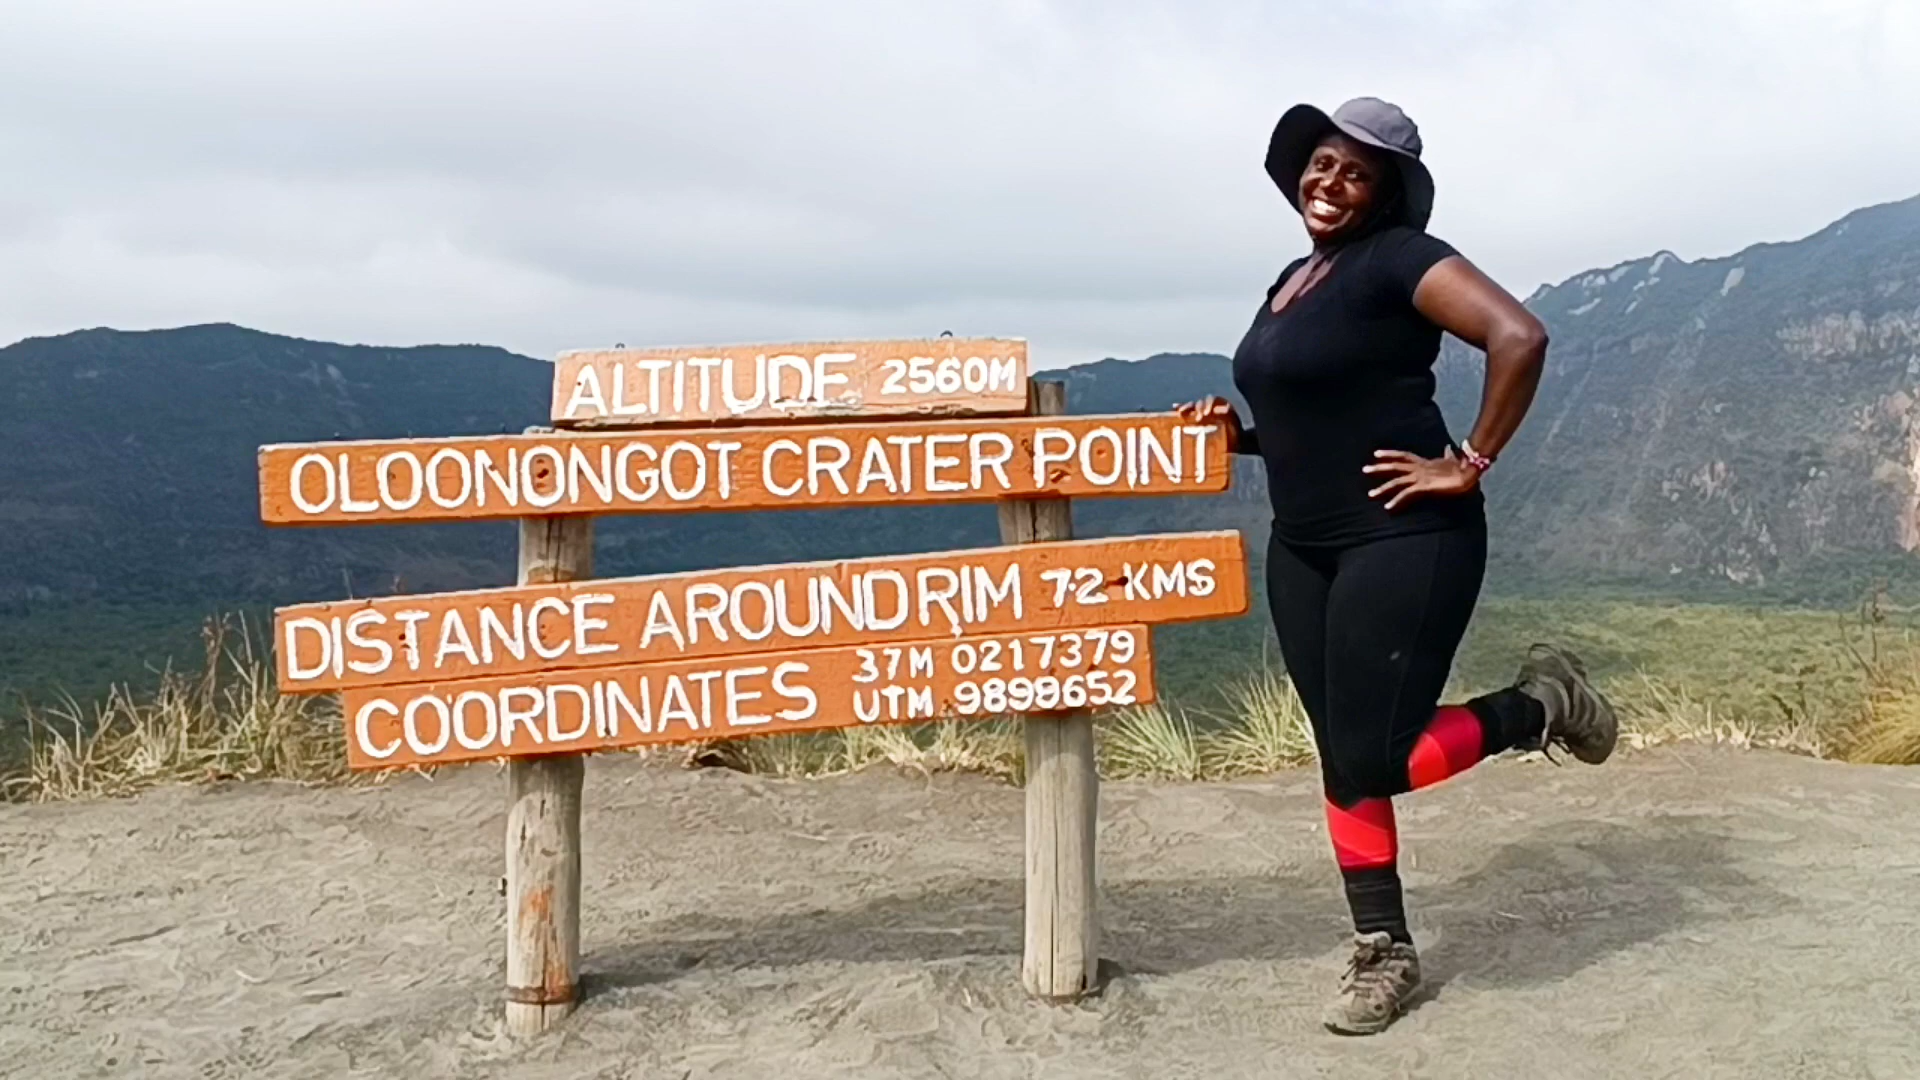 ALTITUDE 2560M
OLOONONGOT CRATER POINT
DISTANCE AROUND RIM 7.2 KMS
COORDINATES 37M 0217379
UTM 9899652